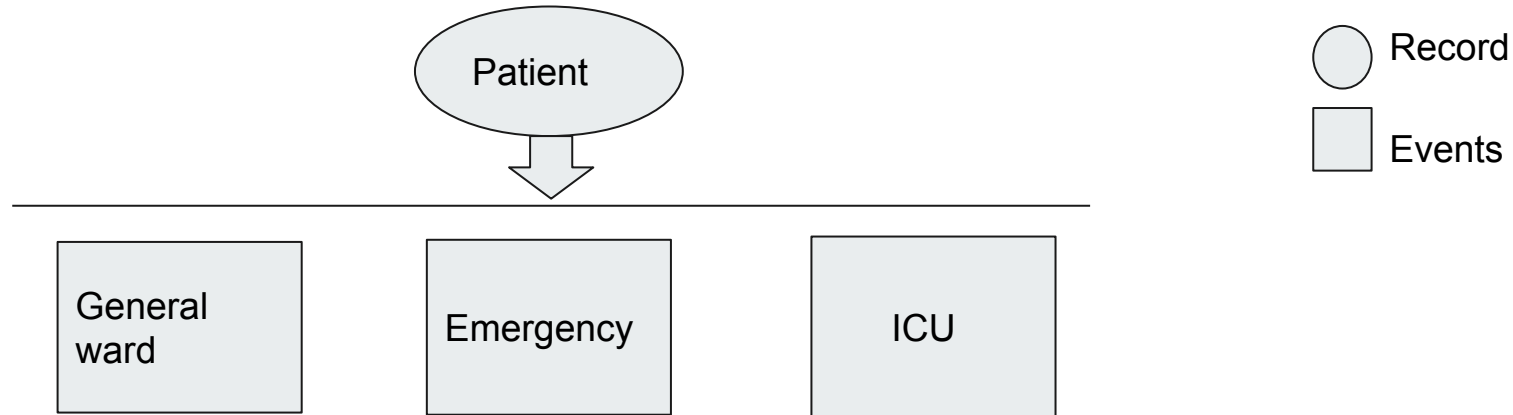 Patient
Record
Events
General
ward
Emergency
ICU